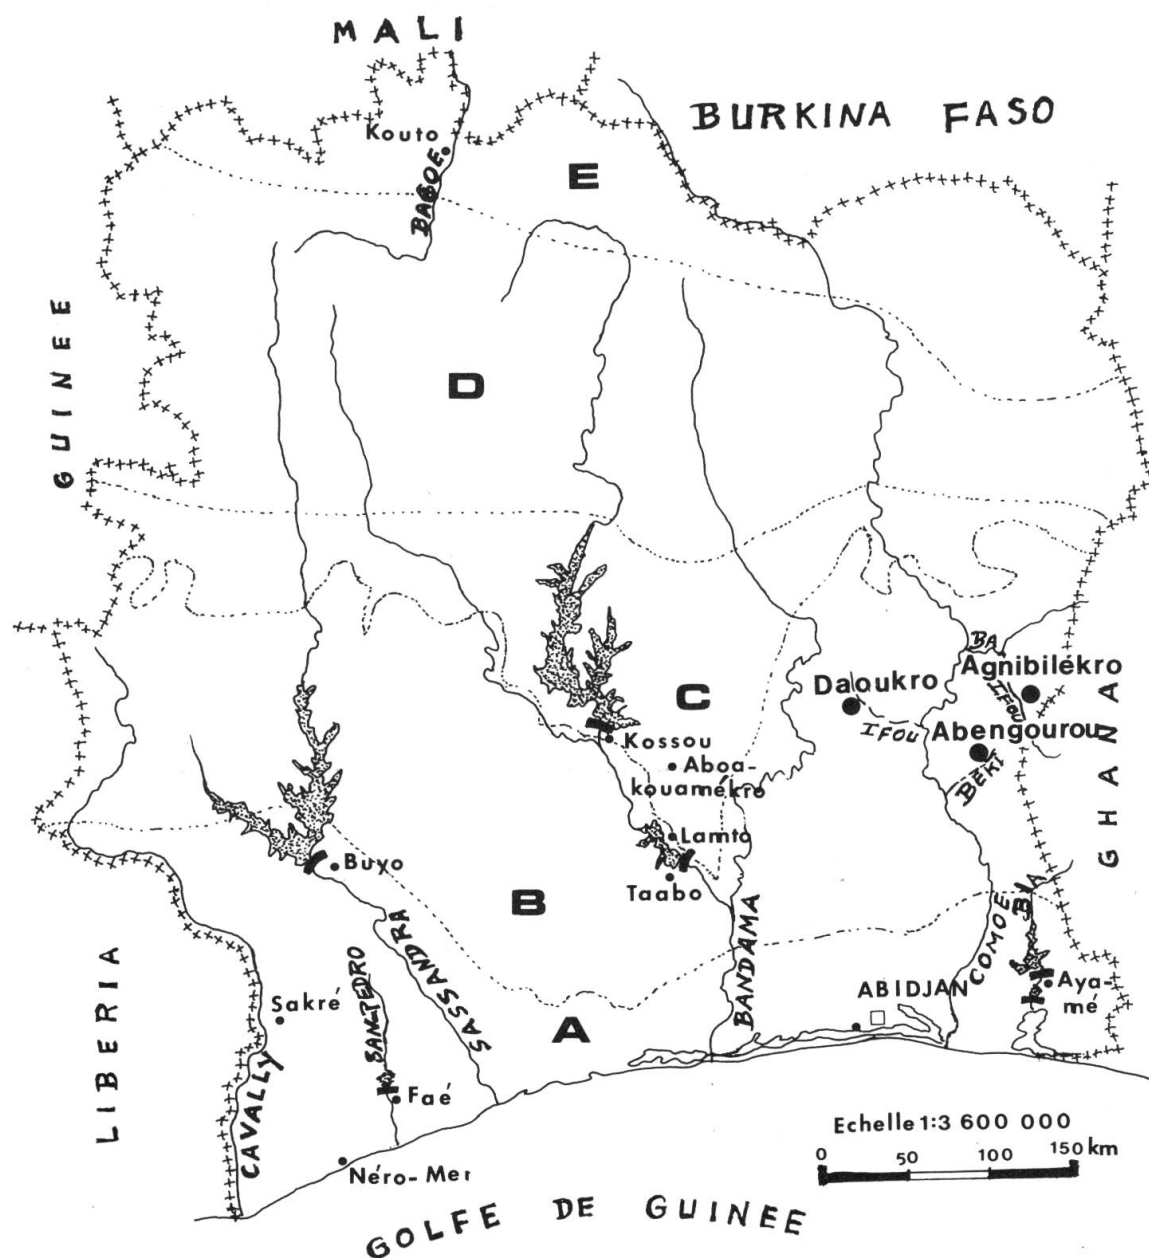 MALI
BURKINA FASO
Kouto
BAGOE
E
GUINEE
D
BA
Agnibilékro
IFOU
Daoukro
IFOU
C
Abengourou
BÉKI
GHANA
Kossou
Aboa-
kouamékro
Lamto
Taabo
Buyo
B
SASSANDRA
BANDAMA
COMOE
BIA
LIBERIA
SAN-PEDRO
Sakré
ABIDJAN
Aya-
mé
A
CAVALLY
Faé
Echelle 1:3 600 000
0 50 100 150 km
Néro-Mer
GOLFE DE GUINEE